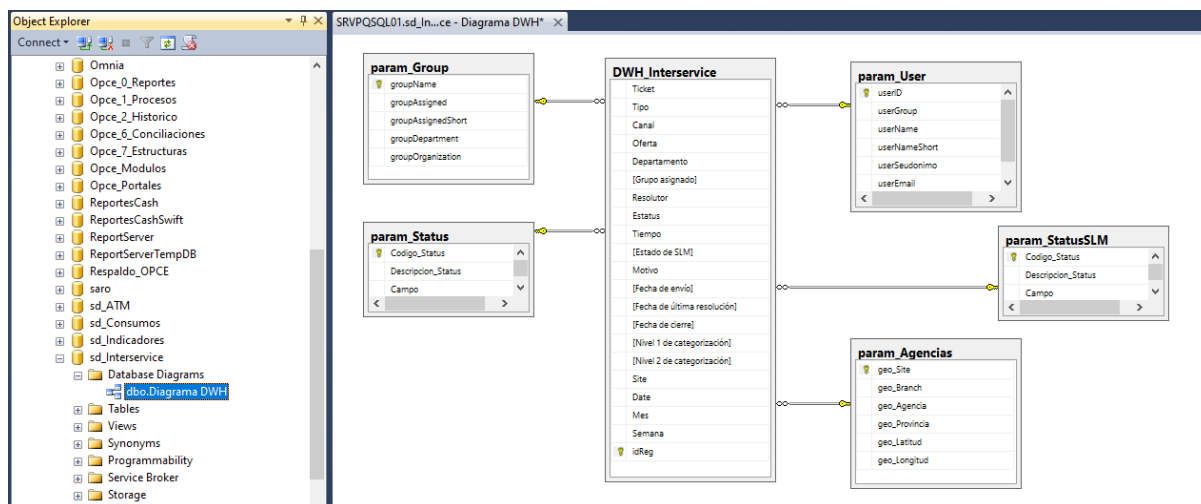 Object Explorer
Connect
Omnia
Opce_0_Reportes
Opce_1_Procesos
Opce_2_Historico
Opce_6_Conciliaciones
Opce_7_Estructuras
Opce_Modulos
Opce_Portales
ReportesCash
ReportesCashSwift
ReportServer
ReportServerTempDB
Respaldo_OPCE
saro
sd_ATM
sd_Consumos
sd_Indicadores
sd_Interservice
Database Diagrams
dbo.Diagrama DWH
Tables
Views
Synonyms
Programmability
Service Broker
Storage
SRVPQSQL01.sd_In...ce - Diagrama DWH*
param_Group
groupName
groupAssigned
groupAssignedShort
groupDepartment
groupOrganization
param_Status
Codigo_Status
Descripcion_Status
Campo
DWH_Interservice
Ticket
Tipo
Canal
Oferta
Departamento
[Grupo asignado]
Resolutor
Estatus
Tiempo
[Estado de SLM]
Motivo
[Fecha de envío]
[Fecha de última resolución]
[Fecha de cierre]
[Nivel 1 de categorización]
[Nivel 2 de categorización]
Site
Date
Mes
Semana
idReg
param_User
userID
userGroup
userName
userNameShort
userSeudonimo
userEmail
param_StatusSLM
Codigo_Status
Descripcion_Status
Campo
param_Agencias
geo_Site
geo_Branch
geo_Agencia
geo_Provincia
geo_Latitud
geo_Longitud